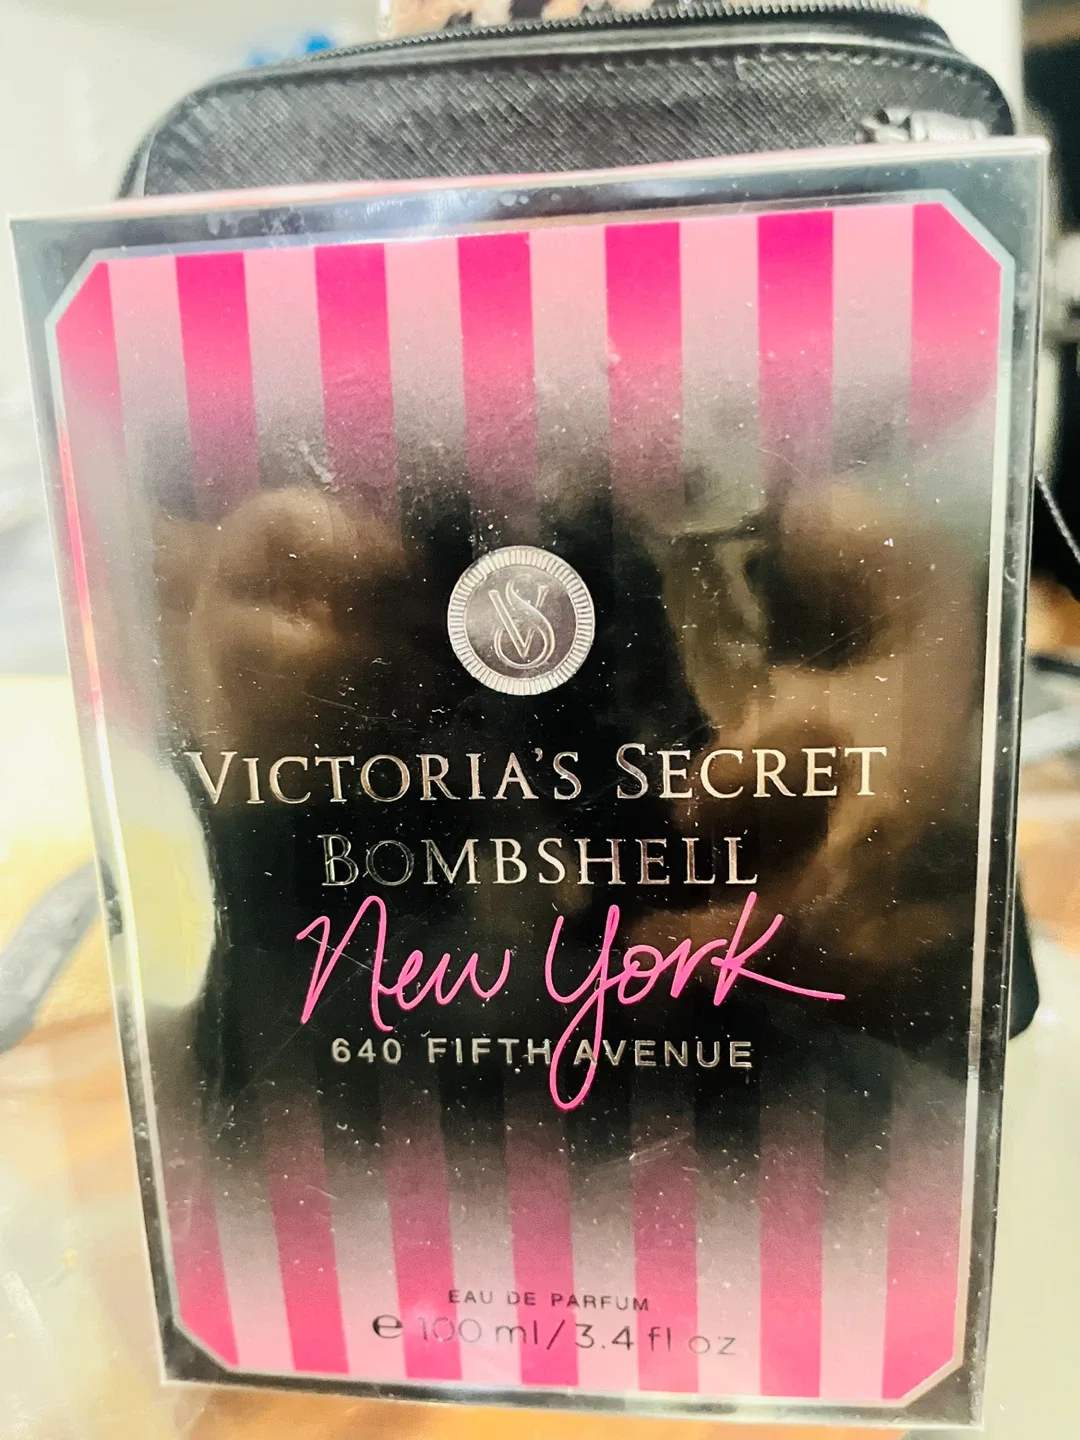 VS
VICTORIA'S SECRET
BOMBSHELL
New York
640 FIFTH AVENUE
EAU DE PARFUM
℮ 100 ml/3.4 fl oz